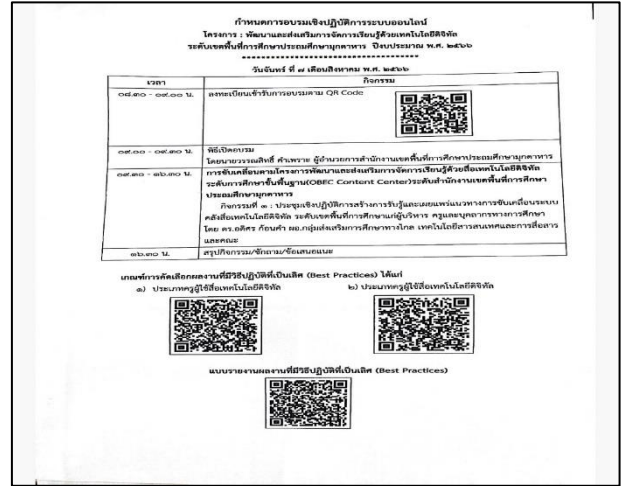 กำหนดการอบรมเชิงปฏิบัติการระบบออนไลน์
โครงการ : พัฒนาและส่งเสริมการจัดการเรียนรู้ด้วยเทคโนโลยีดิจิทัล
ระดับเขตพื้นที่การศึกษาประถมศึกษามุกดาหาร ปีงบประมาณ พ.ศ. ๒๕๖๖
วันจันทร์ ที่ ๗ เดือนสิงหาคม พ.ศ. ๒๕๖๖
เวลา กิจกรรม
๐๘.๓๐ - ๐๙.๐๐ น. ลงทะเบียนเข้ารับการอบรมตาม QR Code
๐๙.๐๐ - ๐๙.๓๐ น. พิธีเปิดอบรม
โดยนายวรรณสิทธิ์ คำเพราะ ผู้อำนวยการสำนักงานเขตพื้นที่การศึกษาประถมศึกษามุกดาหาร
๐๙.๓๐ - ๑๖.๓๐ น. การขับเคลื่อนตามโครงการพัฒนาและส่งเสริมการจัดการเรียนรู้ด้วยสื่อเทคโนโลยีดิจิทัล
ระดับการศึกษาขั้นพื้นฐาน(OBEC Content Center)ระดับสำนักงานเขตพื้นที่การศึกษา
ประถมศึกษามุกดาหาร
กิจกรรมที่ ๑ : ประชุมเชิงปฏิบัติการสร้างการรับรู้และเผยแพร่แนวทางการขับเคลื่อนระบบ
คลังสื่อเทคโนโลยีดิจิทัล ระดับเขตพื้นที่การศึกษาแก่ผู้บริหาร ครูและบุคลากรทางการศึกษา
โดย ดร.อดิศร ก้อนคำ ผอ.กลุ่มส่งเสริมการศึกษาทางไกล เทคโนโลยีสารสนเทศและการสื่อสาร
และคณะ
๑๖.๓๐ น. สรุปกิจกรรม/ซักถาม/ข้อเสนอแนะ
เกณฑ์การคัดเลือกผลงานที่มีวิธีปฏิบัติที่เป็นเลิศ (Best Practices) ได้แก่
๑) ประเภทครูผู้ใช้สื่อเทคโนโลยีดิจิทัล ๒) ประเภทครูผู้ใช้สื่อเทคโนโลยีดิจิทัล
แบบรายงานผลงานที่มีวิธีปฏิบัติที่เป็นเลิศ (Best Practices)